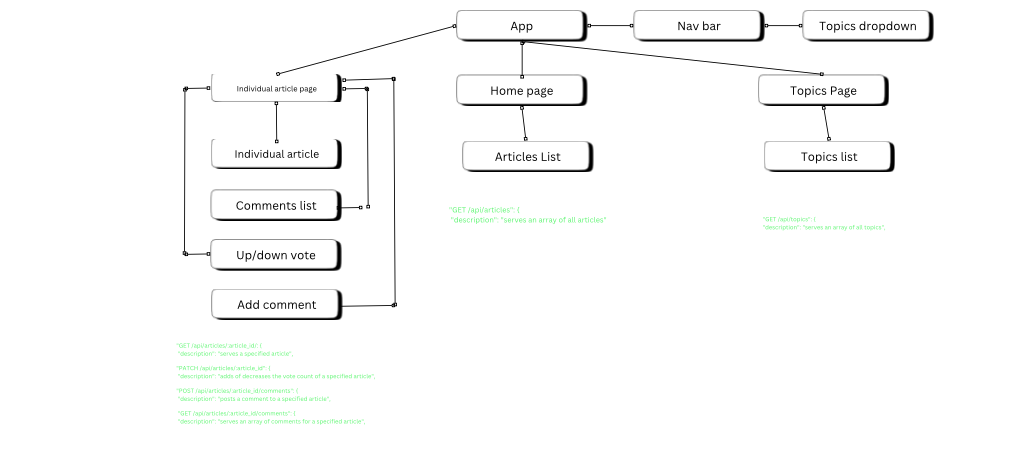 App
Nav bar
Topics dropdown
Individual article page
Home page
Topics Page
Individual article
Articles List
Topics list
Comments list
"GET /api/articles": {
"description": "serves an array of all articles"
"GET /api/topics": {
"description": "serves an array of all topics",
Up/down vote
Add comment
"GET /api/articles/:article_id/: {
"description": "serves a specified article",
"PATCH /api/articles/:article_id": {
"description": "adds of decreases the vote count of a specified article",
"POST /api/articles/:article_id/comments": {
"description": "posts a comment to a specified article",
"GET /api/articles/:article_id/comments": {
"description": "serves an array of comments for a specified article",